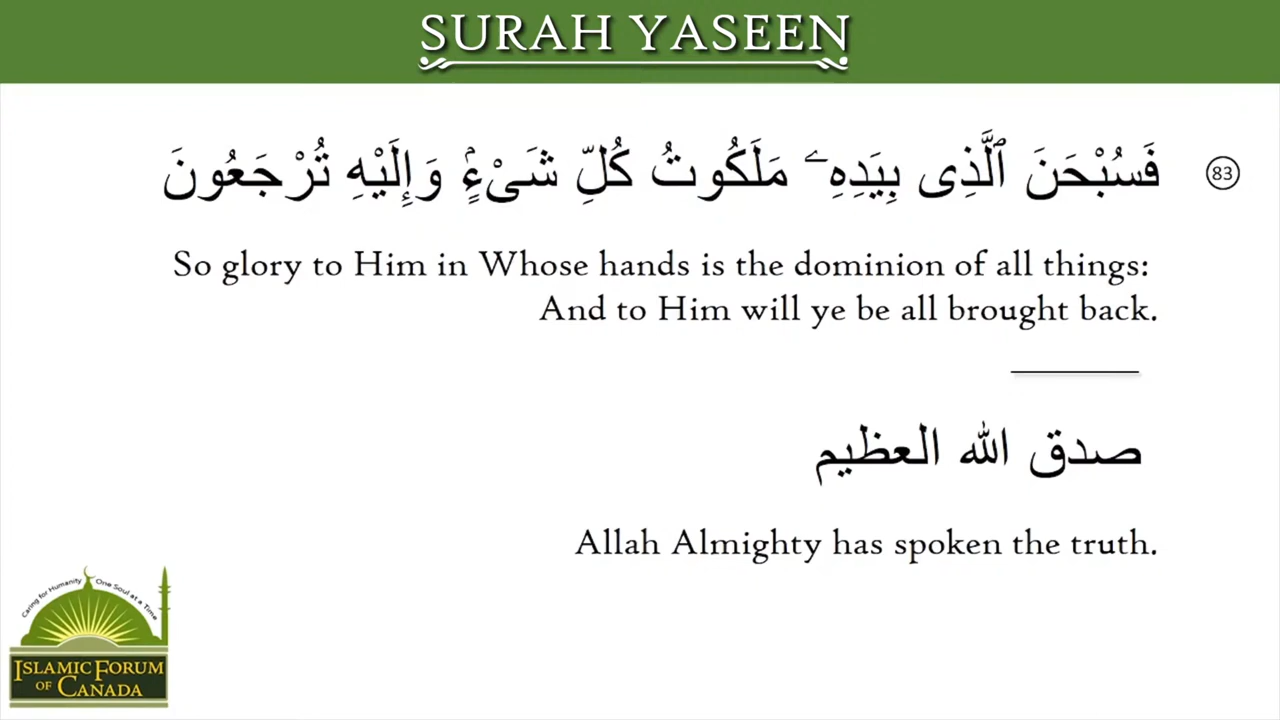 SURAH YASEEN
فَسُبْحَنَ ٱلَّذِى بِيَدِهِۦ مَلَكُوتُ كُلِّ شَىْءٍۢ وَإِلَيْهِ تُرْجَعُونَ 83
So glory to Him in Whose hands is the dominion of all things:
And to Him will ye be all brought back.
صدق الله العظيم
Allah Almighty has spoken the truth.
Caring for Humanity One Soul at a Time
ISLAMIC FORUM
OF CANADA